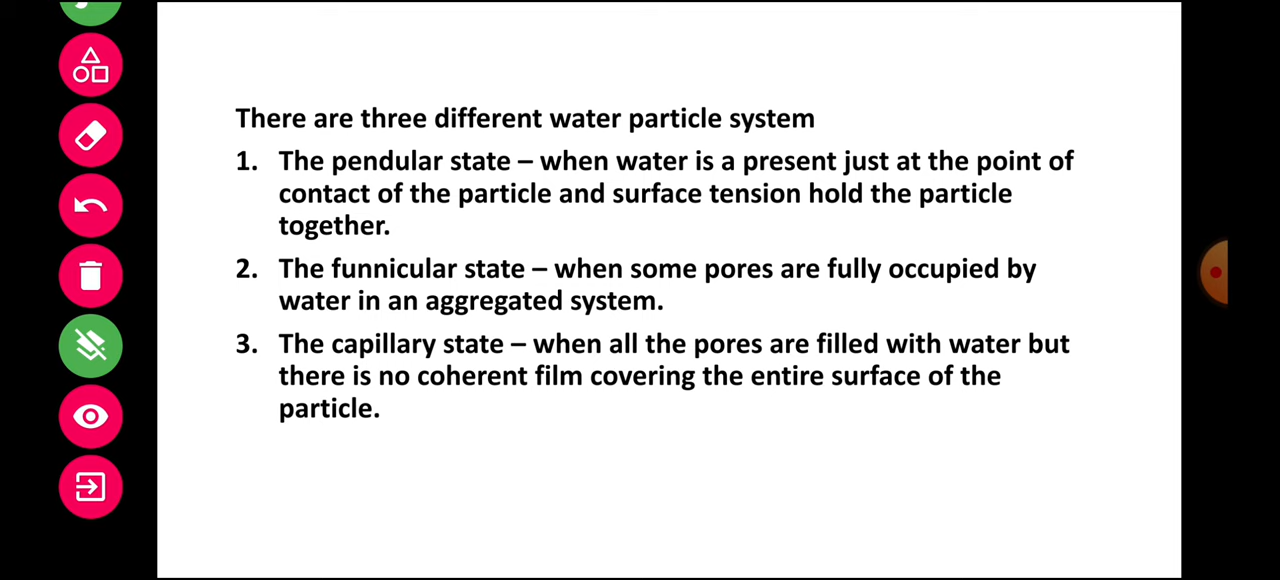 There are three different water particle system
1. The pendular state – when water is a present just at the point of
contact of the particle and surface tension hold the particle
together.
2. The funnicular state – when some pores are fully occupied by
water in an aggregated system.
3. The capillary state – when all the pores are filled with water but
there is no coherent film covering the entire surface of the
particle.